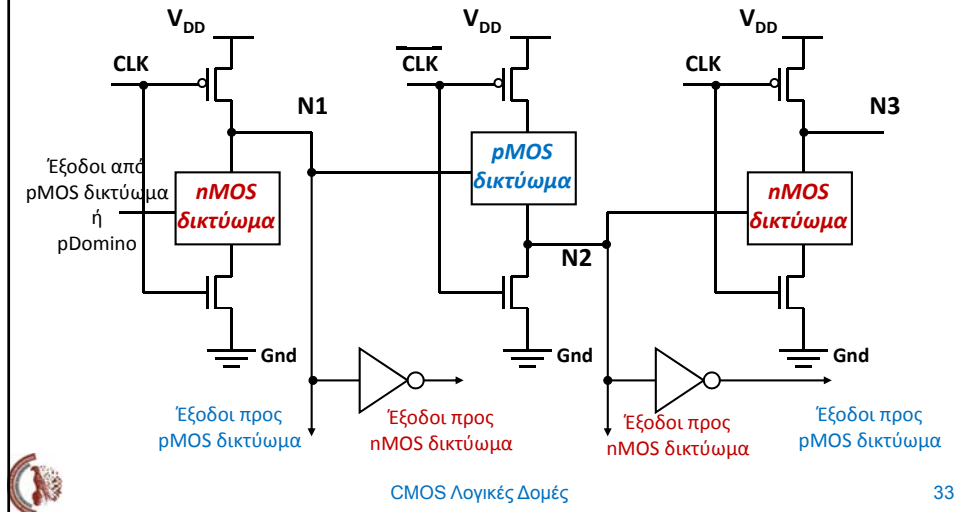 V_DD
V_DD
V_DD
CLK
CLK
CLK
N1
N3
Έξοδοι από
pMOS δικτύωμα
ή
pDomino
nMOS
δικτύωμα
pMOS
δικτύωμα
nMOS
δικτύωμα
N2
Gnd
Gnd
Gnd
Έξοδοι προς
pMOS δικτύωμα
Έξοδοι προς
nMOS δικτύωμα
Έξοδοι προς
nMOS δικτύωμα
Έξοδοι προς
pMOS δικτύωμα
CMOS Λογικές Δομές
33